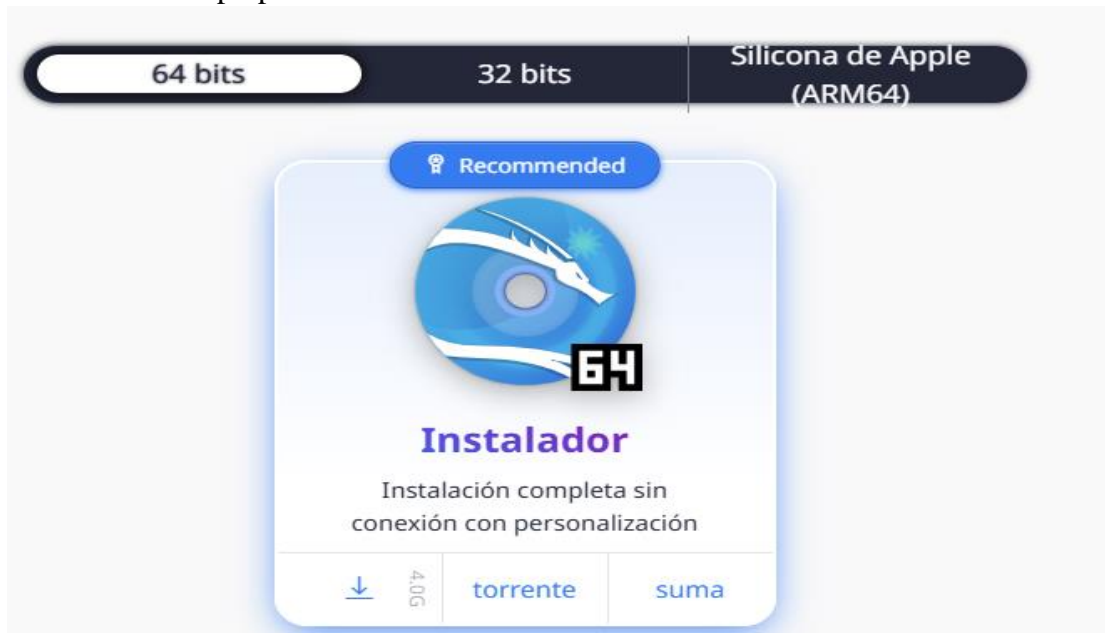 64 bits
32 bits
Silicona de Apple
(ARM64)
Recommended
64
Instalador
Instalación completa sin
conexión con personalización
4.0G
torrente
suma